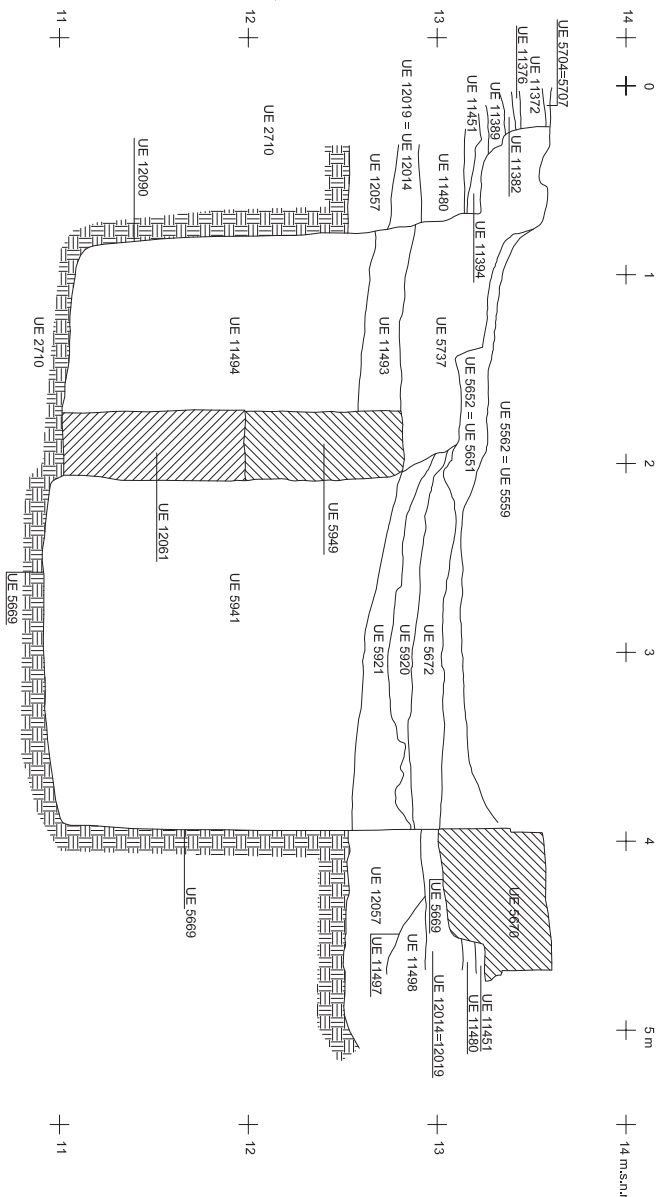 0
1
2
3
4
5 m
14
14 m.s.n.
UE 5704=5707
UE 11372
UE 11376
UE 11382
UE 11389
UE 11451
UE 11394
UE 5562 = UE 5559
UE 5652 = UE 5651
UE 5670
UE 11451
UE 11480
13
13
UE 11480
UE 5737
UE 5672
UE 5669
UE 12014=12019
UE 12019 = UE 12014
UE 5920
UE 11498
UE 12057
UE 11493
UE 5921
UE 12057
UE 11497
UE 5949
12
12
UE 2710
UE 11494
UE 5941
UE 5669
UE 12061
UE 12090
11
11
UE 2710
UE 5669